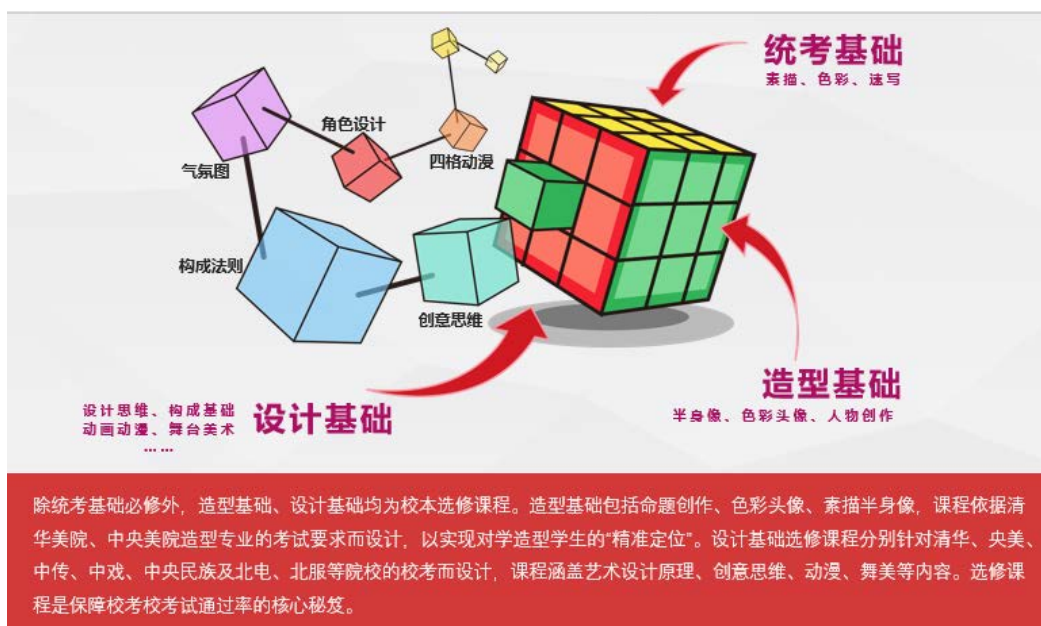 统考基础
素描、色彩、速写
角色设计
四格动漫
气氛图
构成法则
创意思维
造型基础
半身像、色彩头像、人物创作
设计思维、构成基础
动画动漫、舞台美术
……
设计基础
除统考基础必修外，造型基础、设计基础均为校本选修课程。造型基础包括命题创作、色彩头像、素描半身像，课程依据清
华美院、中央美院造型专业的考试要求而设计，以实现对学造型学生的“精准定位”。设计基础选修课程分别针对清华、央美、
中传、中戏、中央民族及北电、北服等院校的校考而设计，课程涵盖艺术设计原理、创意思维、动漫、舞美等内容。选修课
程是保障校考校考试通过率的核心秘笈。